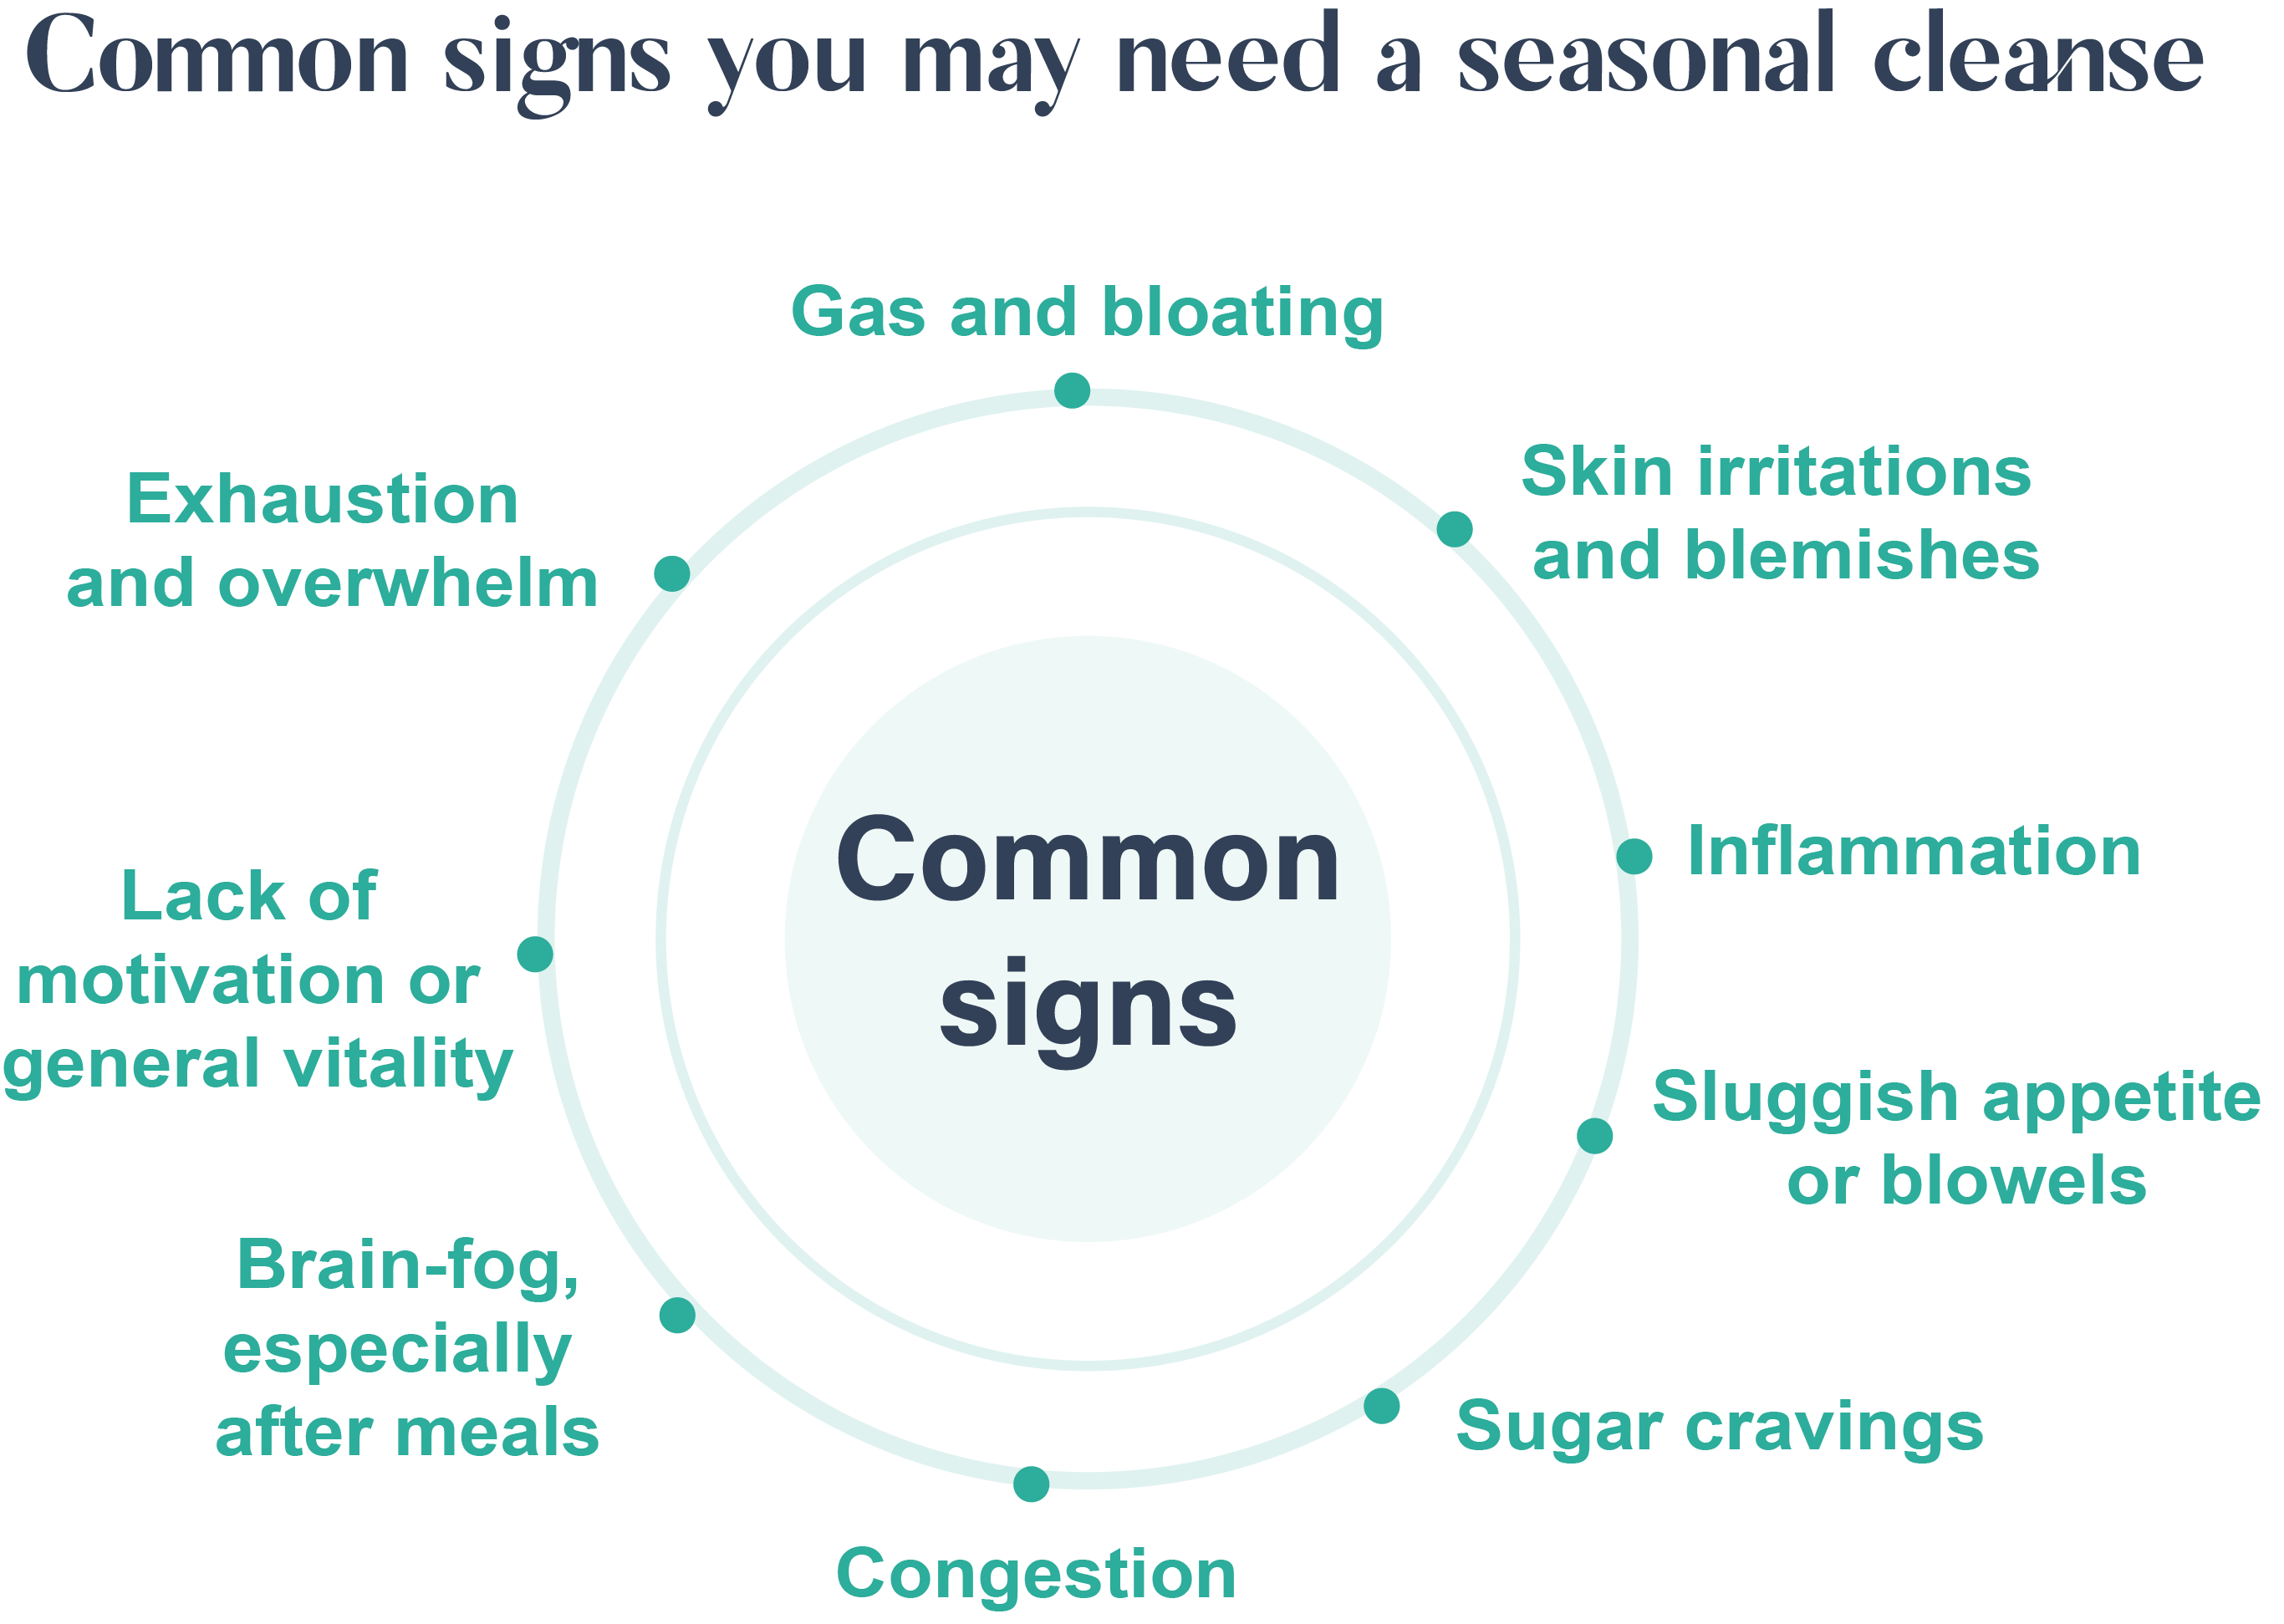 Common signs you may need a seasonal cleanse
Gas and bloating
Skin irritations
and blemishes
Inflammation
Sluggish appetite
or blowels
Sugar cravings
Congestion
Brain-fog,
especially
after meals
Lack of
motivation or
general vitality
Exhaustion
and overwhelm
Common
signs